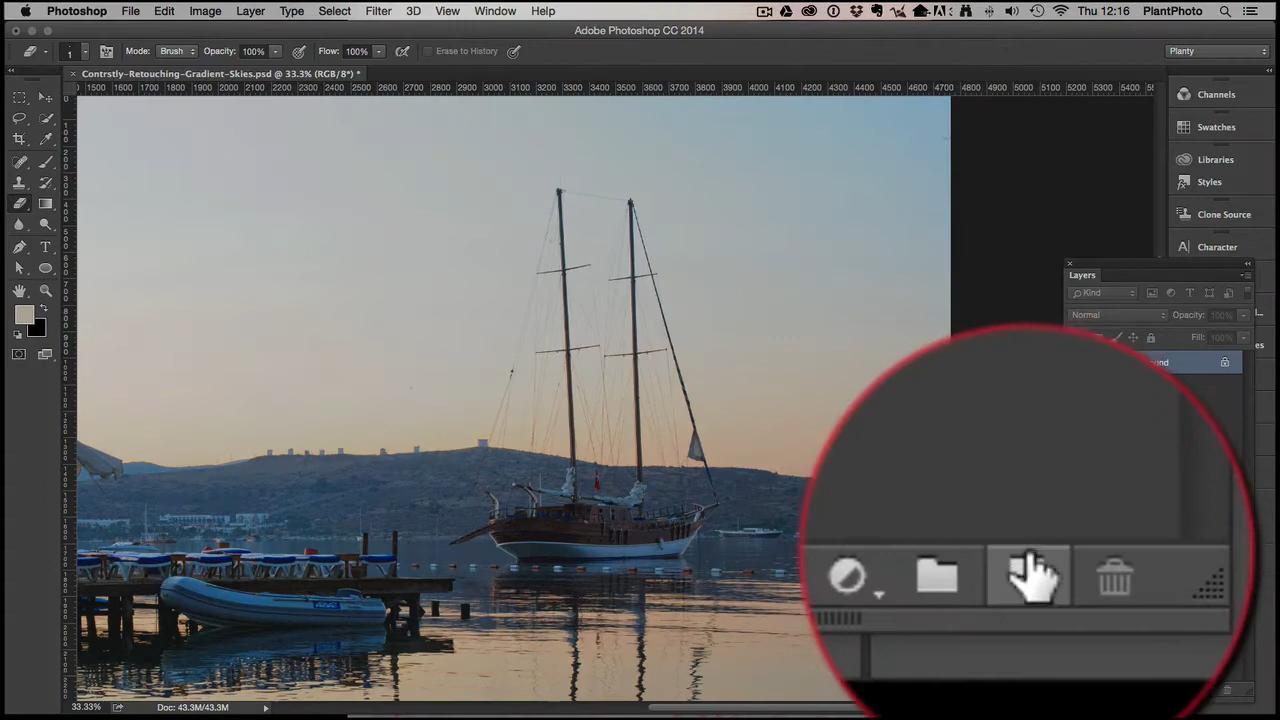 Photoshop File Edit Image Layer Type Select Filter 3D View Window Help Thu 12:16 PlantPhoto
Adobe Photoshop CC 2014
1 Mode: Brush Opacity: 100% Flow: 100% Erase to History Planty
Contrstly-Retouching-Gradient-Skies.psd @ 33.3% (RGB/8*) *
1500 1600 1700 1800 1900 2000 2100 2200 2300 2400 2500 2600 2700 2800 2900 3000 3100 3200 3300 3400 3500 3600 3700 3800 3900 4000 4100 4200 4300 4400 4500 4600 4700 4800 4900 5000 5100 5200 5300 5400
Channels
Swatches
Libraries
Styles
Clone Source
Character
Layers
Kind
Normal Opacity: 100%
Fill: 100%
33.33% Doc: 43.3M/43.3M